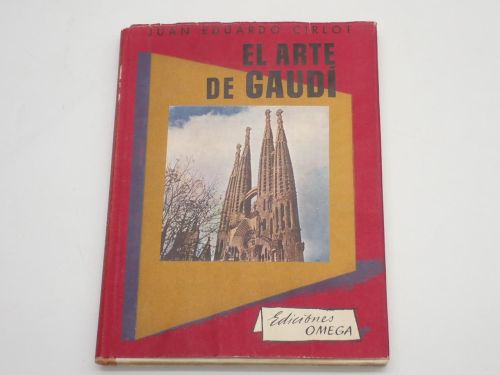 JUAN EDUARDO CIRLOT
EL ARTE
DE GAUDÍ
Ediciones
OMEGA